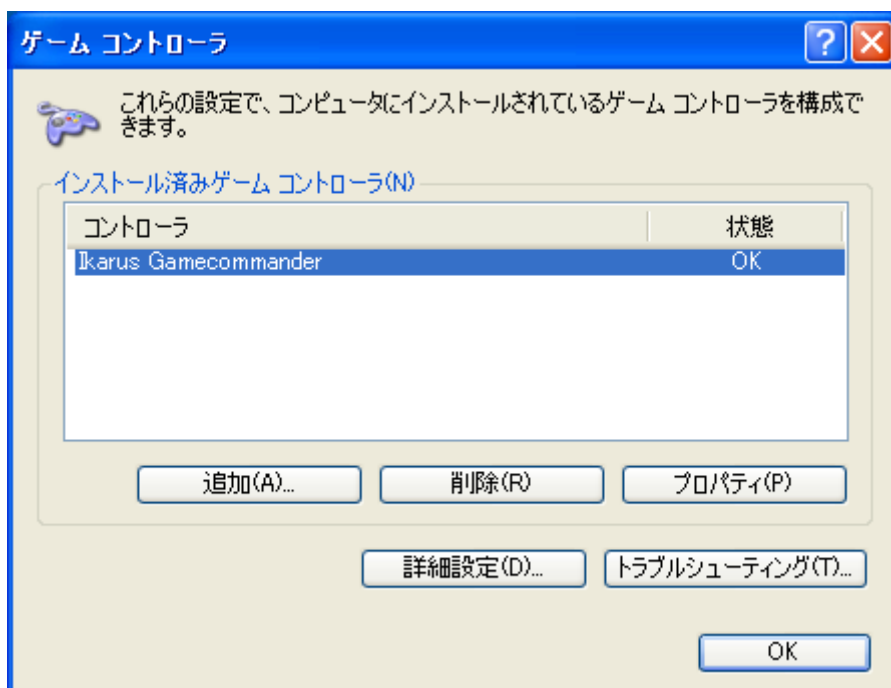 ゲーム コントローラ
これらの設定で、コンピュータにインストールされているゲーム コントローラを構成で
きます。
インストール済みゲーム コントローラ(N)
コントローラ 状態
Ikarus Gamecommander OK
追加(A)... 削除(R) プロパティ(P)
詳細設定(D)... トラブルシューティング(T)...
OK